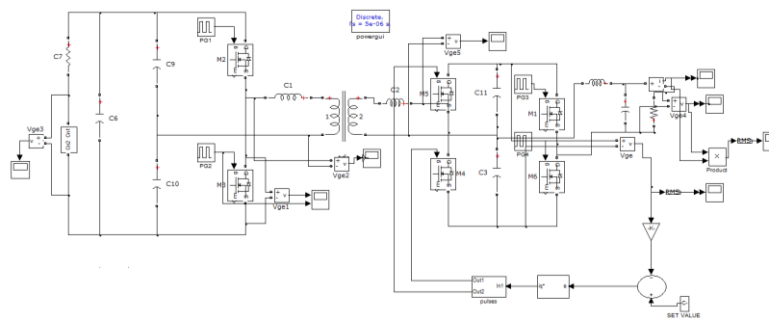 Discrete,
Ts = 5e-06 s
powergui
PG1
M2
C7
C9
C1
C2
Vge5
C6
1
2
M5
C11
PG3
M1
Vge3
Vge4
PG2
Vge2
Vge
C10
M3
M4
C3
M6
Product
Vge1
RMS
RMS
Out1
Out2
In1
pulses
SET VALUE